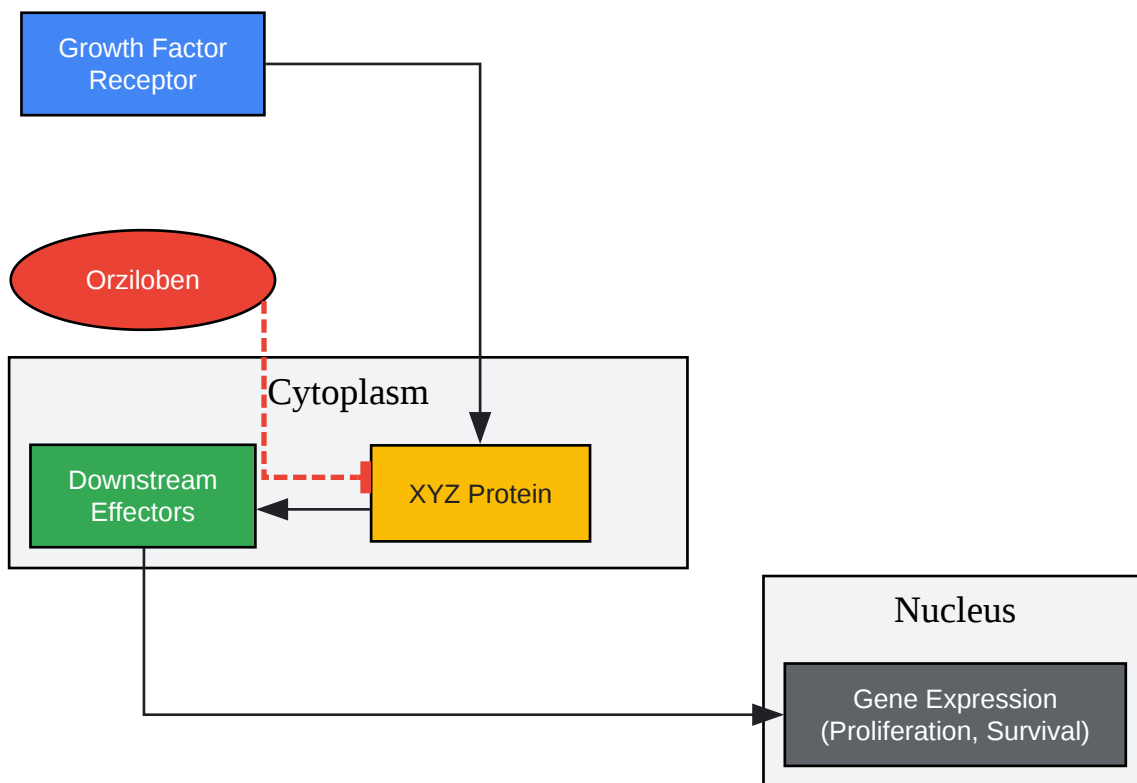 Growth Factor
Receptor
Orziloben
Cytoplasm
Downstream
Effectors
XYZ Protein
Nucleus
Gene Expression
(Proliferation, Survival)